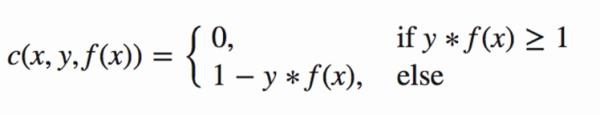 c(x, y, f(x)) = { 0, if y * f(x) ≥ 1
1 − y * f(x), else